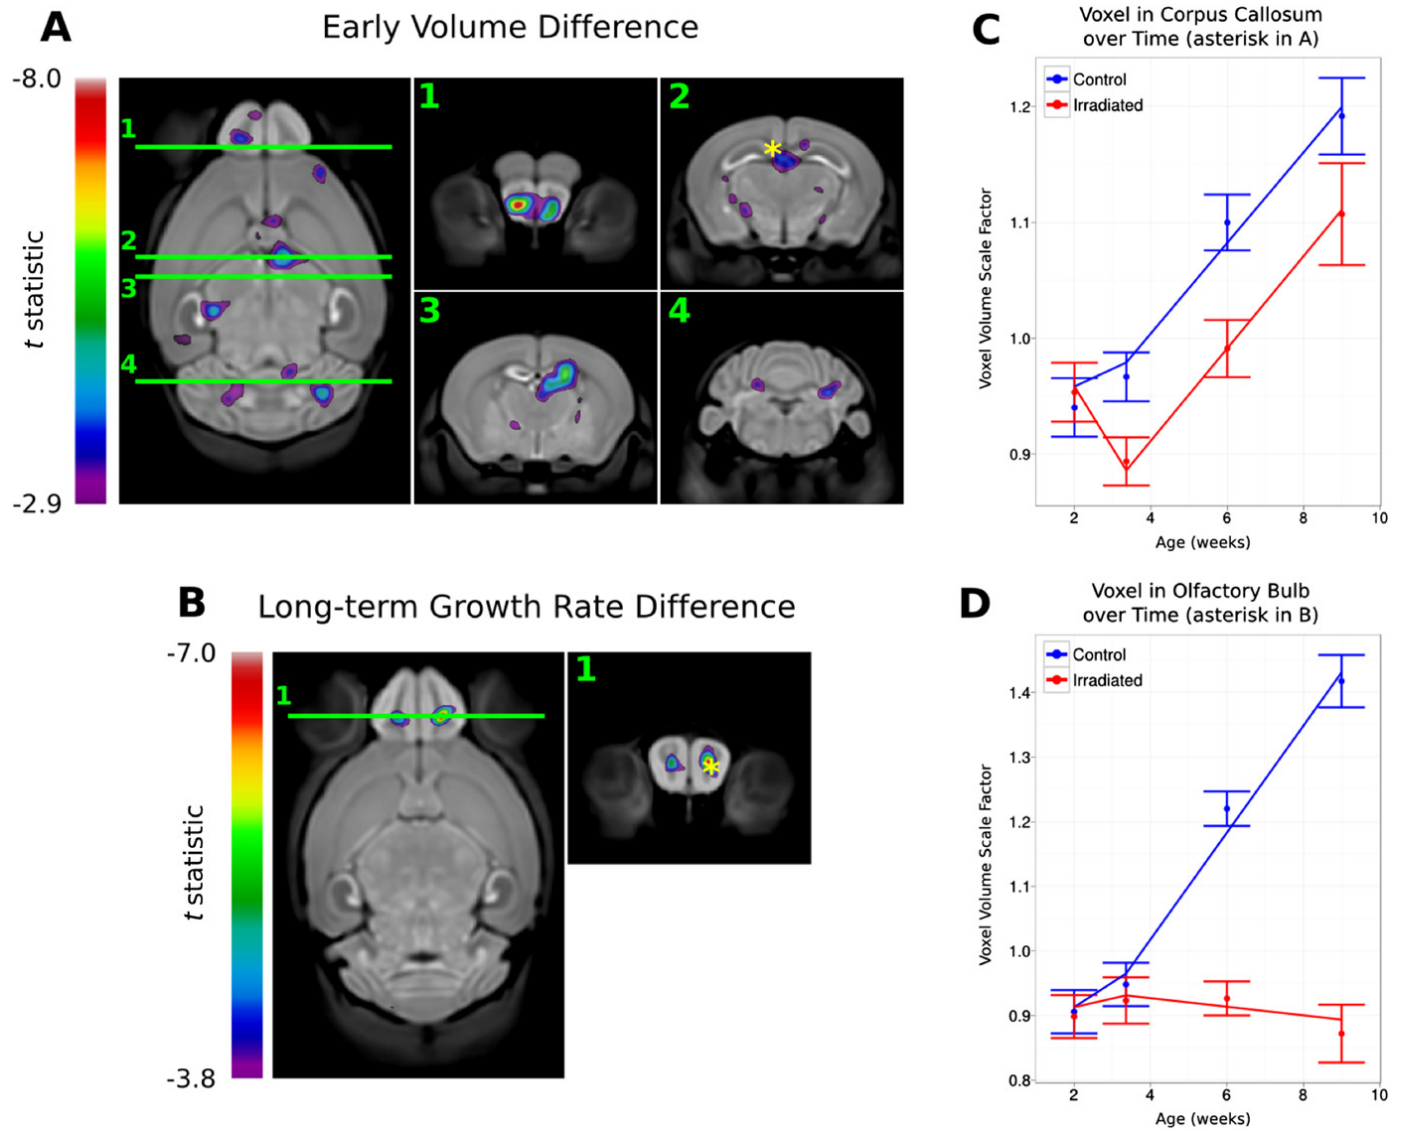 A
Early Volume Difference
-8.0
t statistic
-2.9
1
2
3
4
1
2
*
3
4
C
Voxel in Corpus Callosum
over Time (asterisk in A)
Control
Irradiated
Voxel Volume Scale Factor
1.2
1.1
1.0
0.9
2 4 6 8 10
Age (weeks)
B
Long-term Growth Rate Difference
-7.0
t statistic
-3.8
1
1
*
D
Voxel in Olfactory Bulb
over Time (asterisk in B)
Control
Irradiated
Voxel Volume Scale Factor
1.4
1.3
1.2
1.1
1.0
0.9
0.8
2 4 6 8 10
Age (weeks)